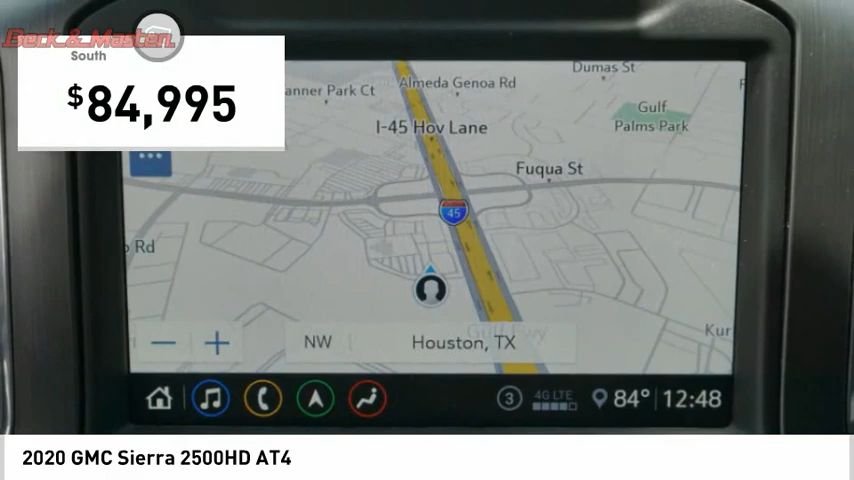 Beck & Masten
South
$84,995
anner Park Ct
Almeda Genoa Rd
Dumas St
Gulf
Palms Park
I-45 Hov Lane
Fuqua St
45
o Rd
Gulf Fwy
Kur
NW
Houston, TX
3
4G LTE
84°
12:48
2020 GMC Sierra 2500HD AT4